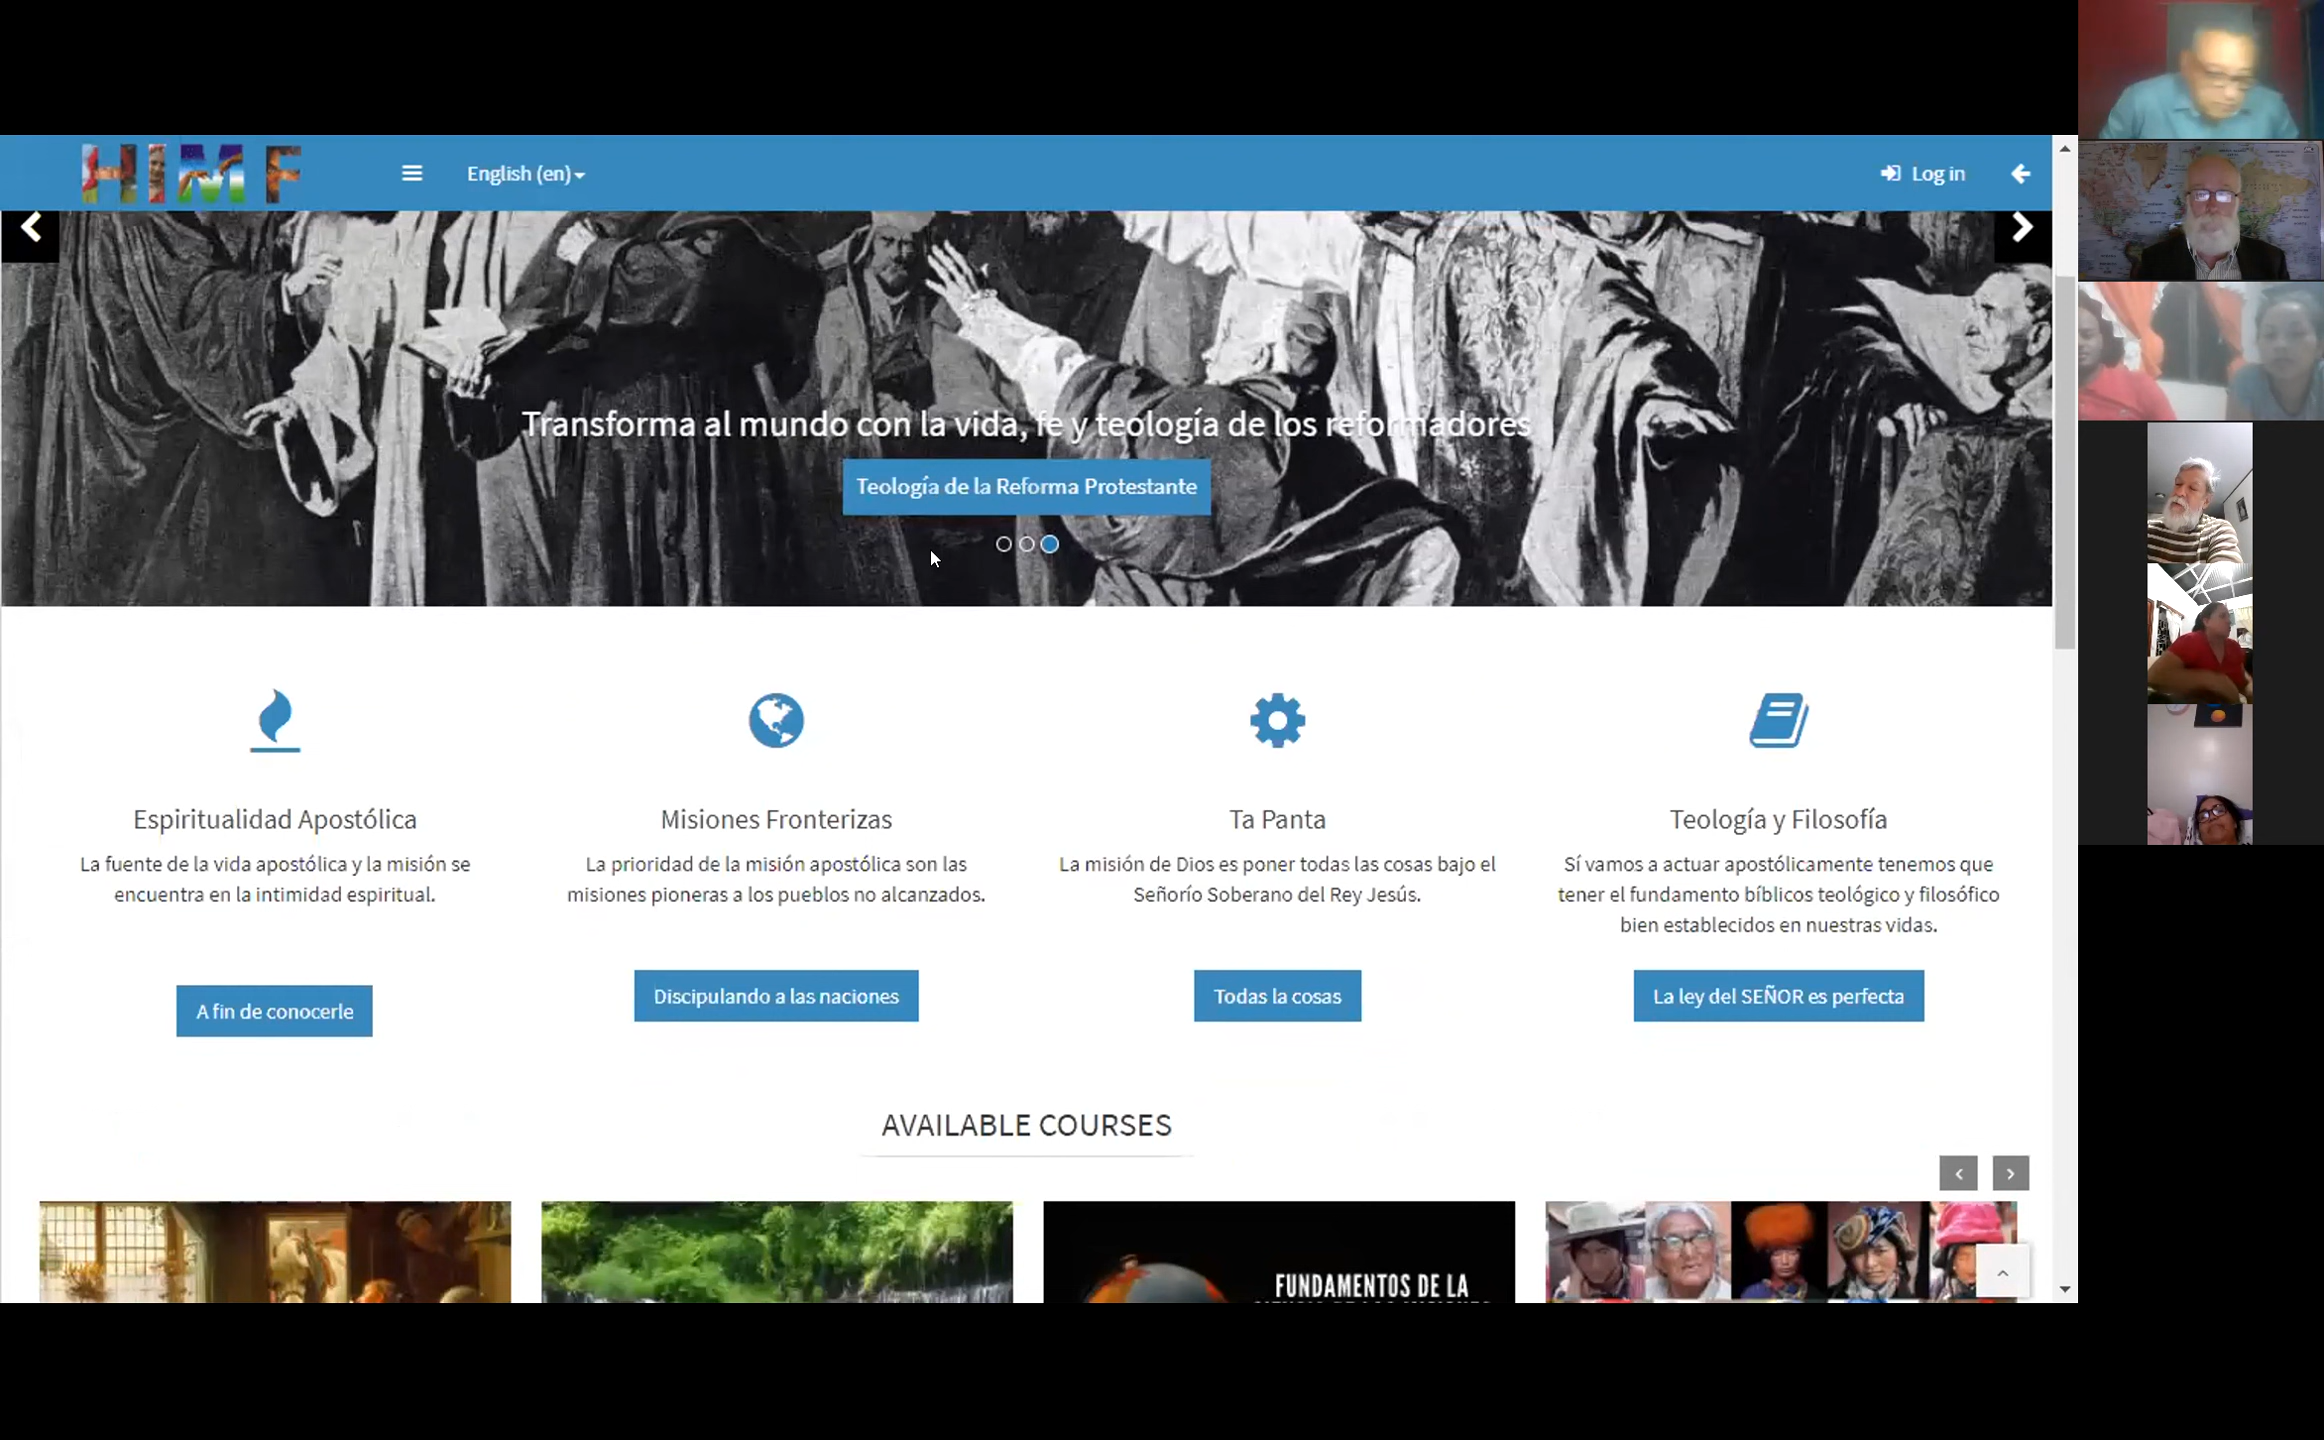 HIMF
English (en)
Log in
Transforma al mundo con la vida, fe y teología de los reformadores
Teología de la Reforma Protestante
Espiritualidad Apostólica
La fuente de la vida apostólica y la misión se
encuentra en la intimidad espiritual.
A fin de conocerle
Misiones Fronterizas
La prioridad de la misión apostólica son las
misiones pioneras a los pueblos no alcanzados.
Discipulando a las naciones
Ta Panta
La misión de Dios es poner todas las cosas bajo el
Señorío Soberano del Rey Jesús.
Todas la cosas
Teología y Filosofía
Sí vamos a actuar apostólicamente tenemos que
tener el fundamento bíblicos teológico y filosófico
bien establecidos en nuestras vidas.
La ley del SEÑOR es perfecta
AVAILABLE COURSES
FUNDAMENTOS DE LA